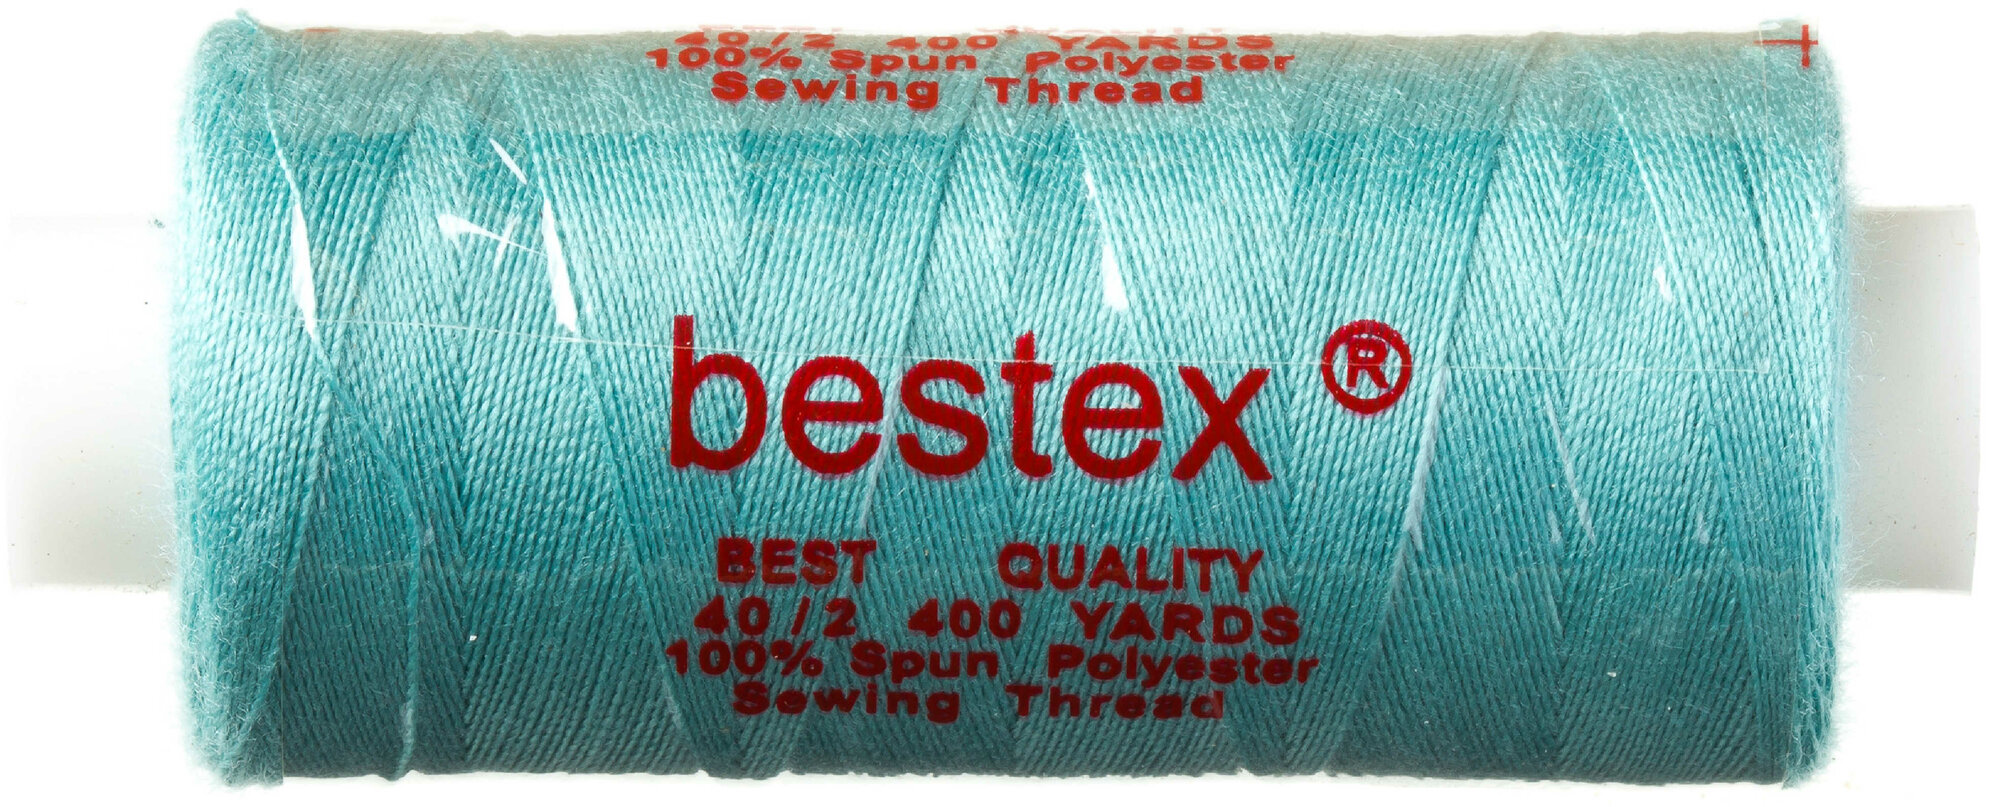 40/2 400 YARDS
100% Spun Polyester
Sewing Thread
bestex ®
BEST QUALITY
40/2 400 YARDS
100% Spun Polyester
Sewing Thread